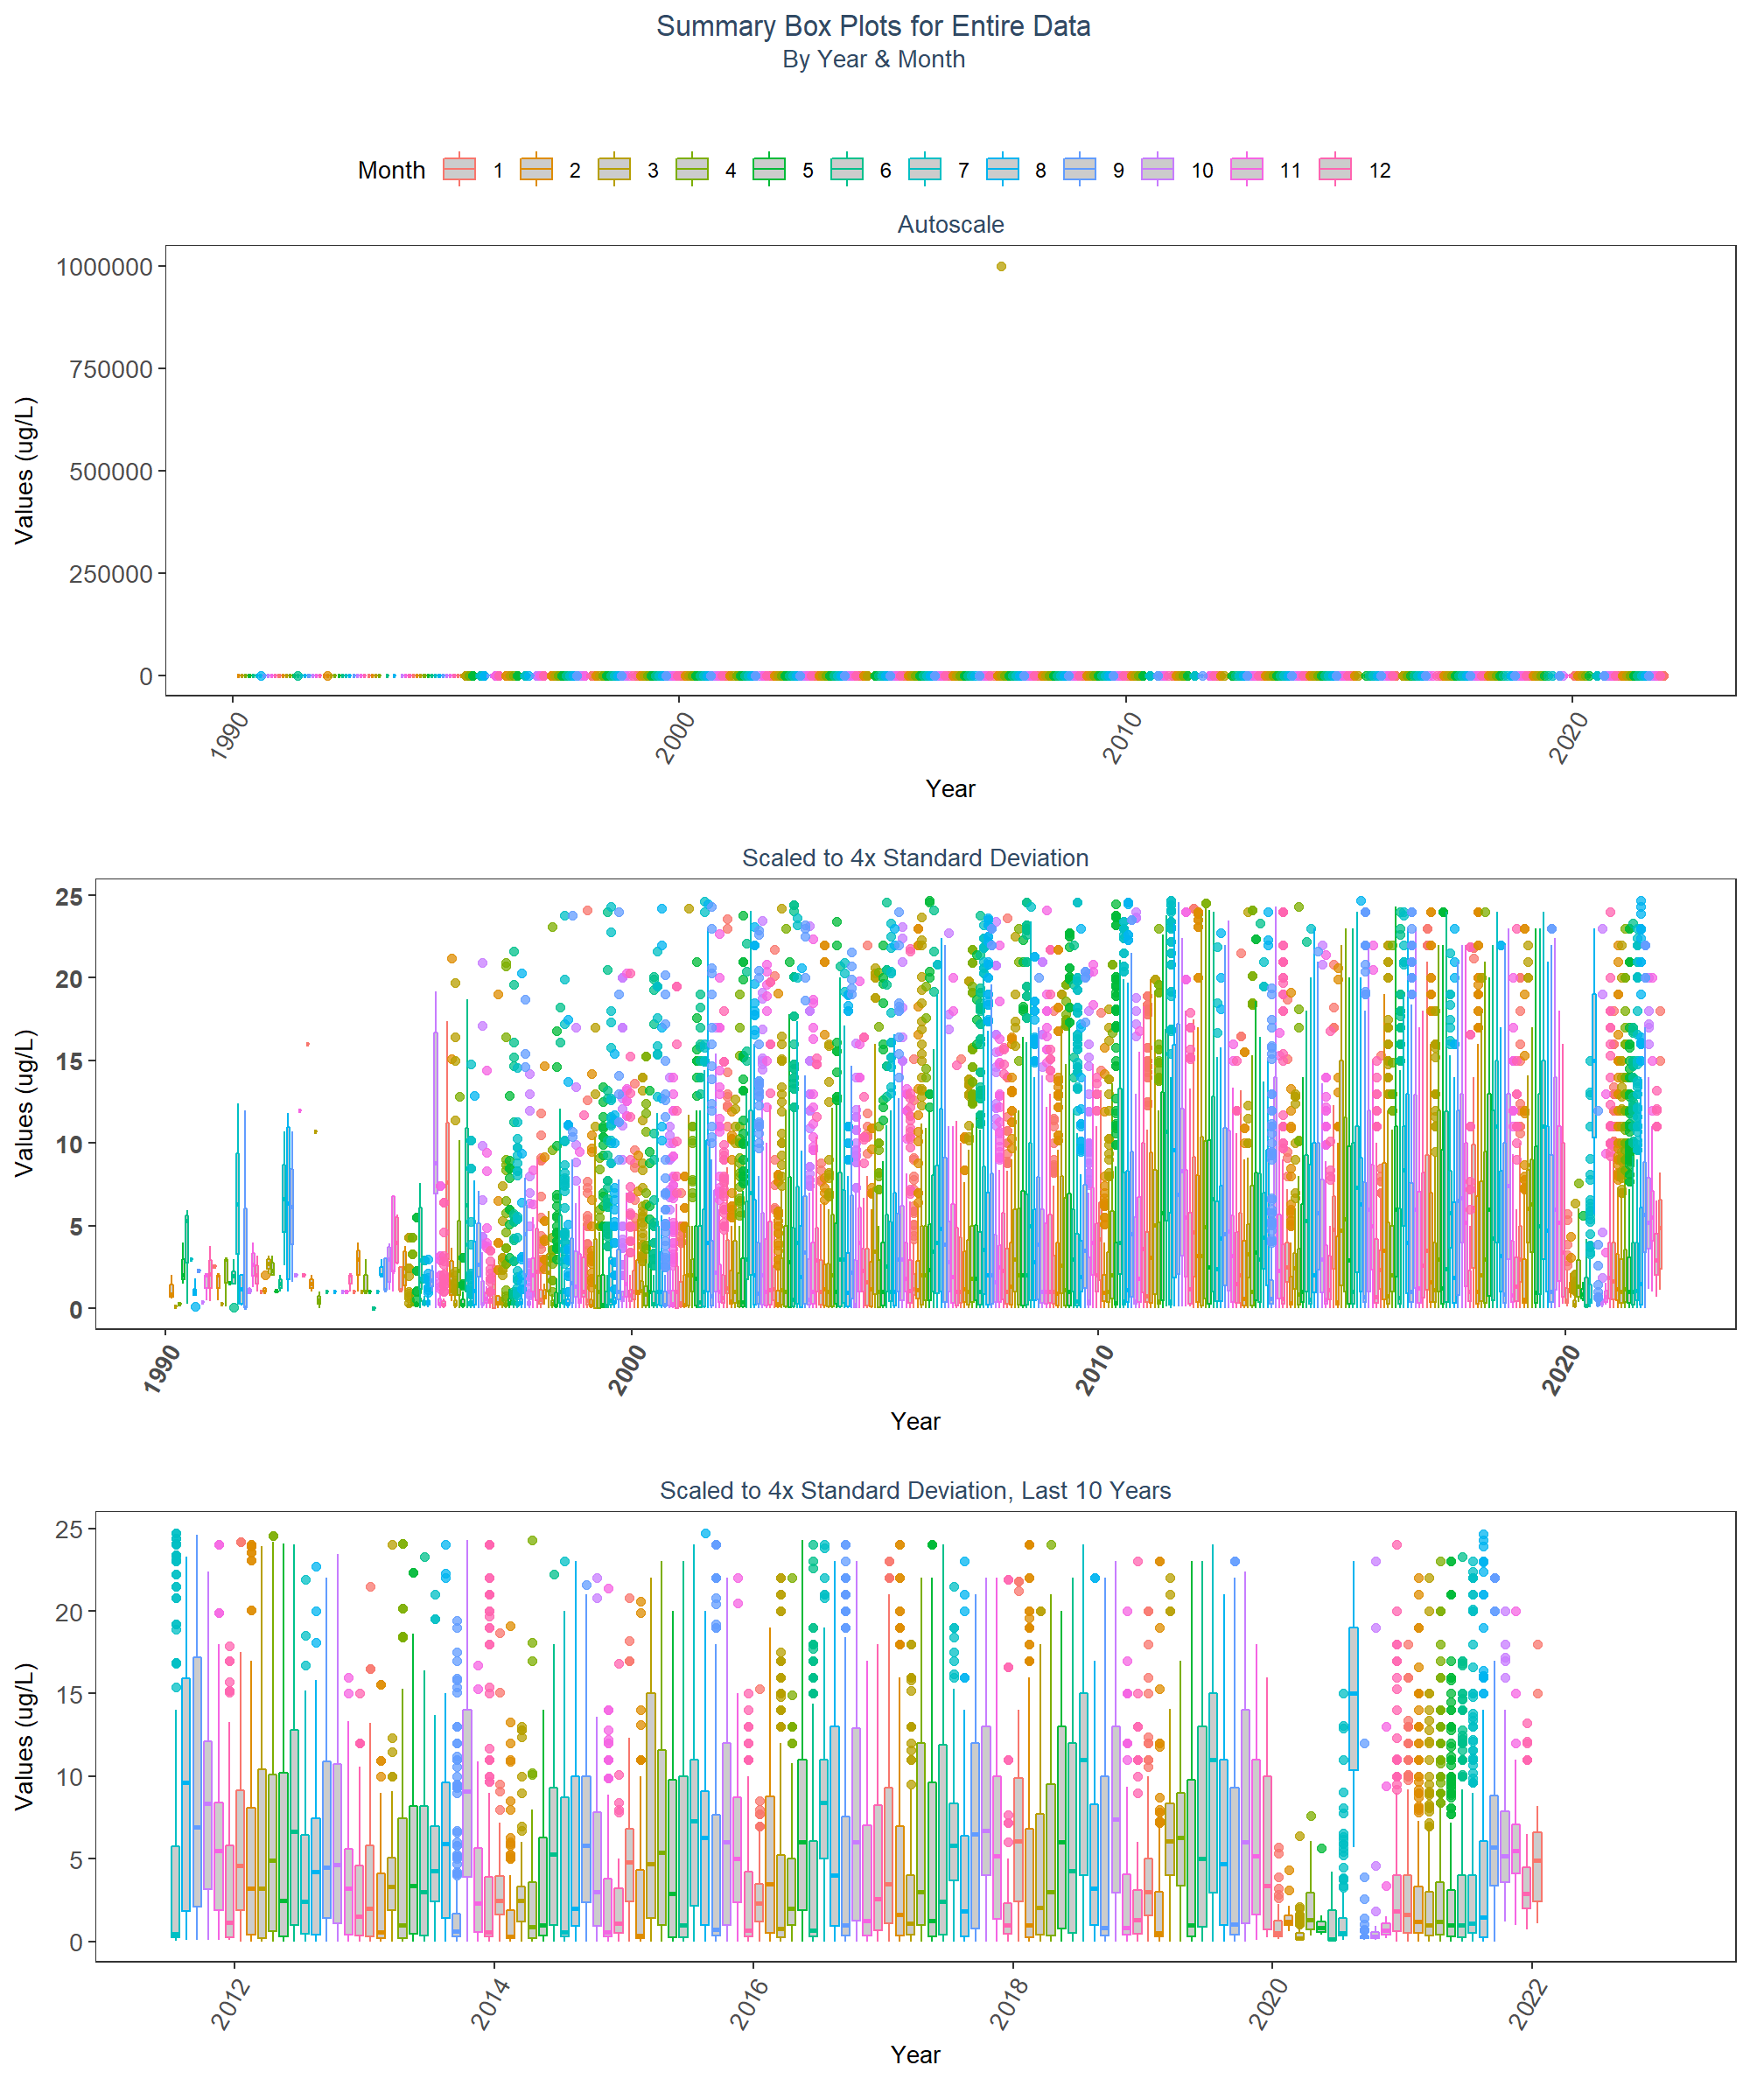 Summary Box Plots for Entire Data
By Year & Month
Month 1 2 3 4 5 6 7 8 9 10 11 12
Autoscale
Values (ug/L)
1000000
750000
500000
250000
0
1990 2000 2010 2020
Year
Scaled to 4x Standard Deviation
Values (ug/L)
25
20
15
10
5
0
1990 2000 2010 2020
Year
Scaled to 4x Standard Deviation, Last 10 Years
Values (ug/L)
25
20
15
10
5
0
2012 2014 2016 2018 2020 2022
Year